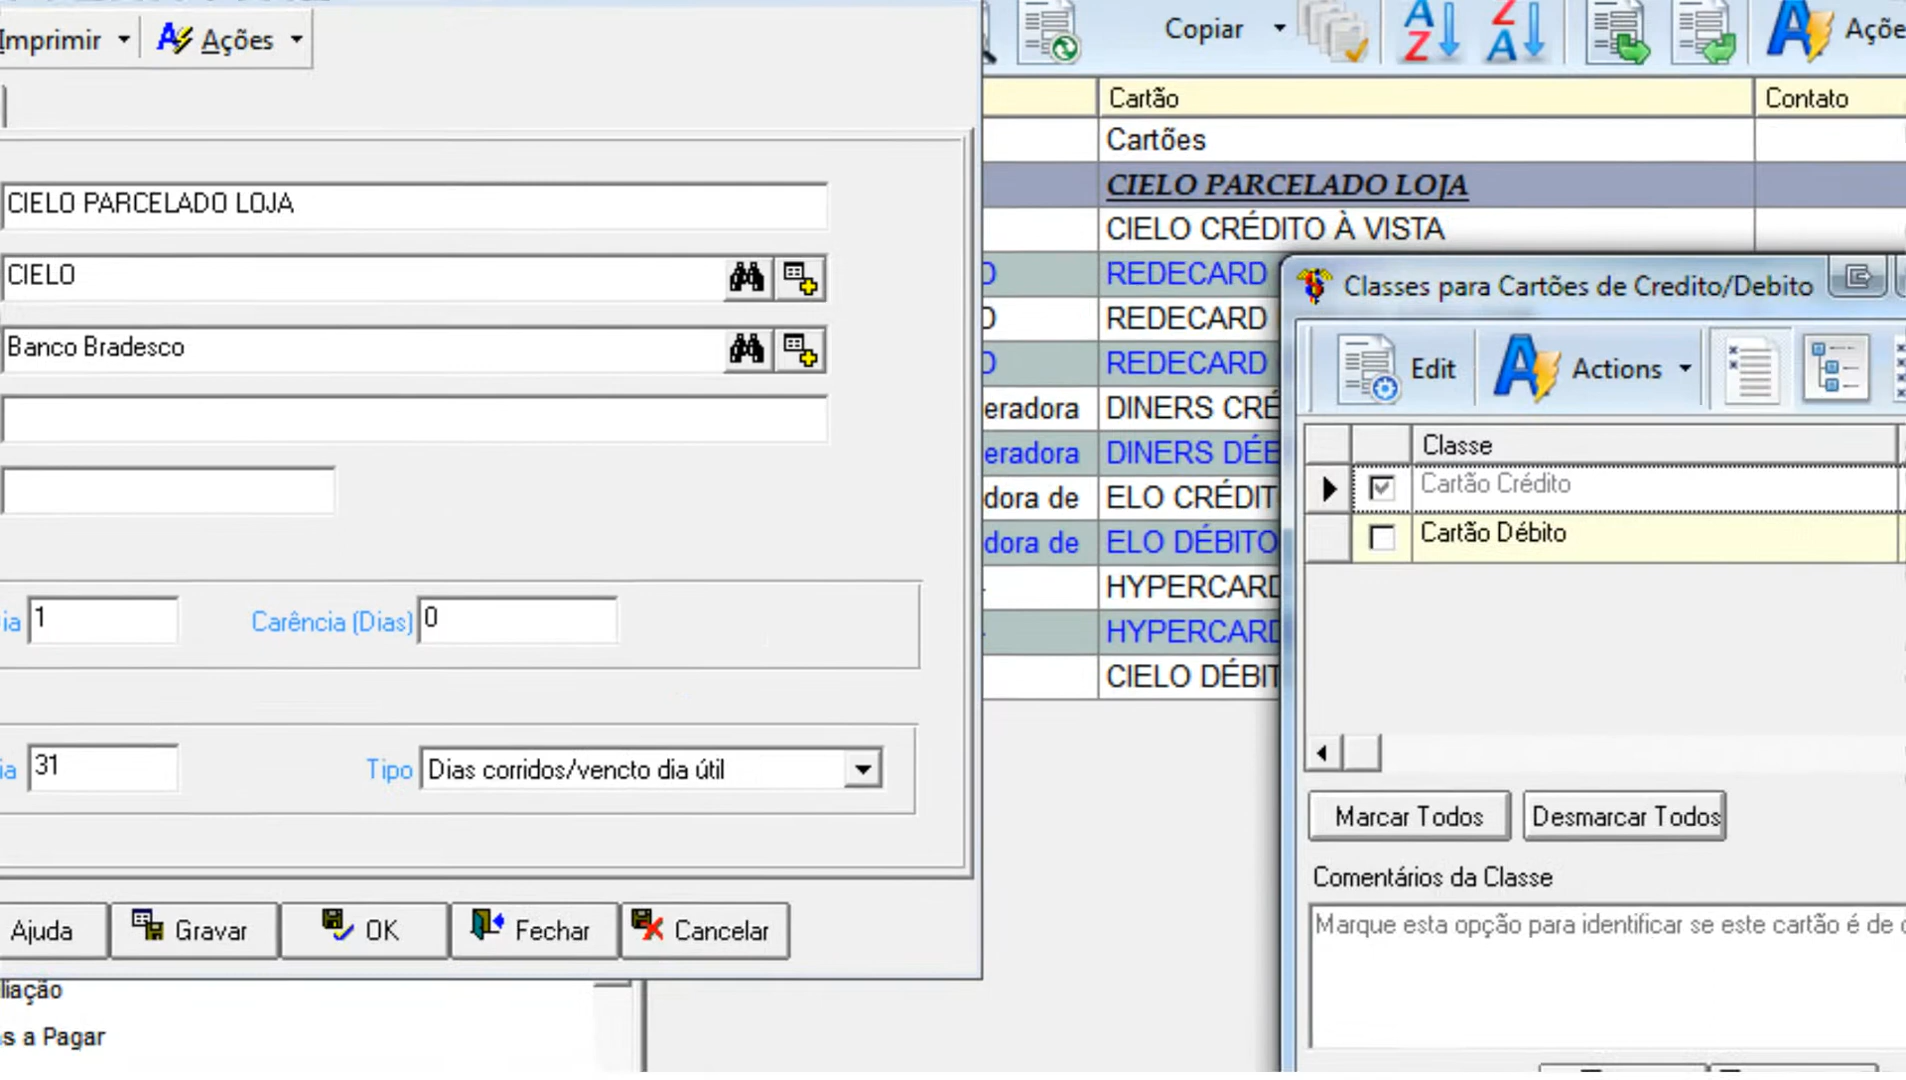 Imprimir
Ações
CIELO PARCELADO LOJA
CIELO
Banco Bradesco
1
Carência (Dias)
0
31
Tipo
Dias corridos/vencto dia útil
Ajuda
Gravar
OK
Fechar
Cancelar
a Pagar
Copiar
A
Z
Z
A
Cartão
Contato
Cartões
CIELO PARCELADO LOJA
CIELO CRÉDITO À VISTA
REDECARD
REDECARD
REDECARD
eradora DINERS CRÉ
eradora DINERS DÉB
dora de ELO CRÉDIT
dora de ELO DÉBITO
HYPERCARD
HYPERCARD
CIELO DÉBIT
Classes para Cartões de Credito/Debito
Edit
Actions
Classe
Cartão Crédito
Cartão Débito
Marcar Todos
Desmarcar Todos
Comentários da Classe
Marque esta opção para identificar se este cartão é de